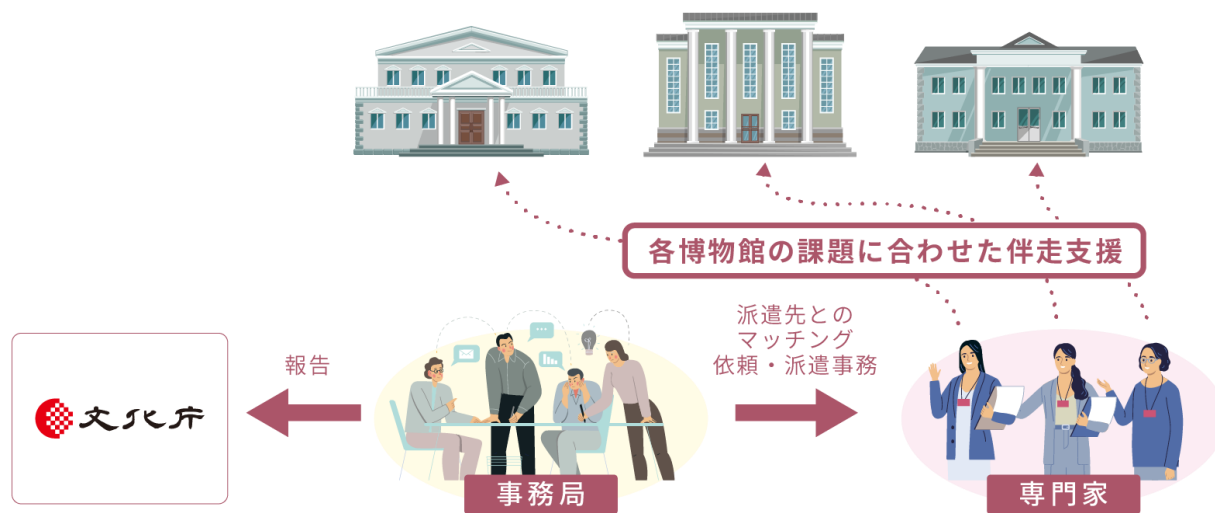 各博物館の課題に合わせた伴走支援
文化庁
報告
派遣先との
マッチング
依頼・派遣事務
事務局
専門家